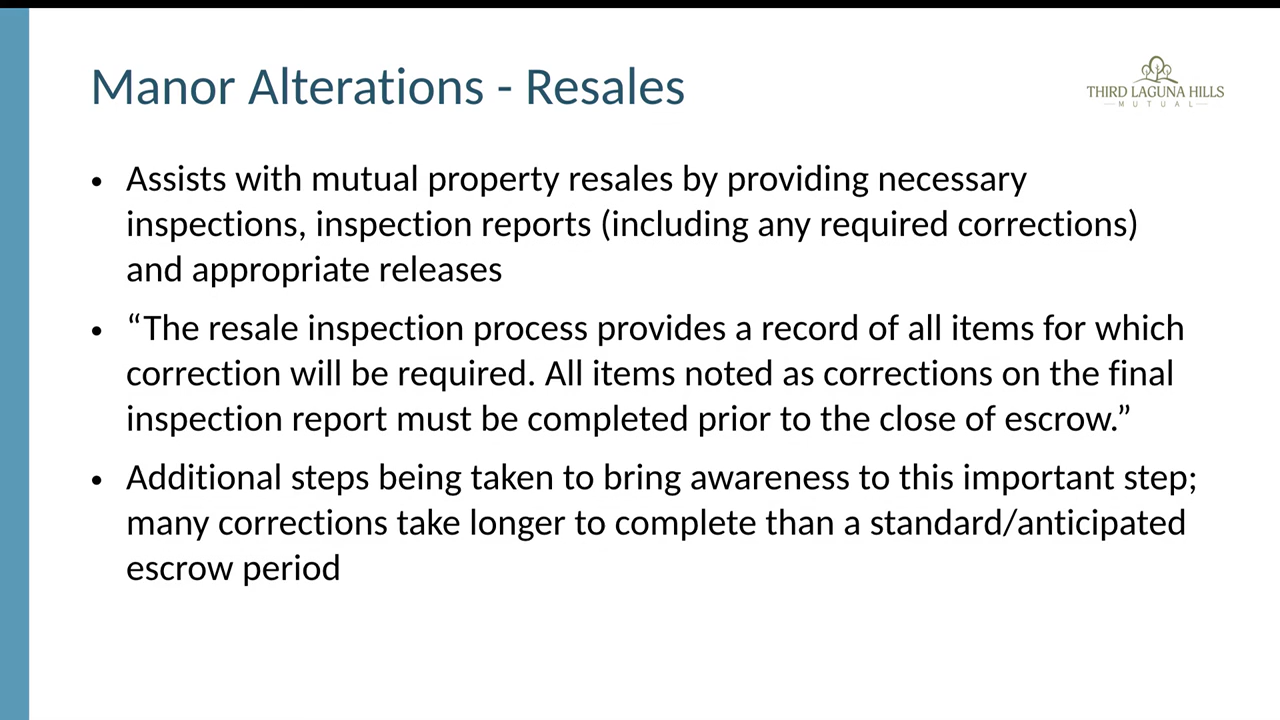 Manor Alterations - Resales
THIRD LAGUNA HILLS
MUTUAL
• Assists with mutual property resales by providing necessary
inspections, inspection reports (including any required corrections)
and appropriate releases
• “The resale inspection process provides a record of all items for which
correction will be required. All items noted as corrections on the final
inspection report must be completed prior to the close of escrow.”
• Additional steps being taken to bring awareness to this important step;
many corrections take longer to complete than a standard/anticipated
escrow period